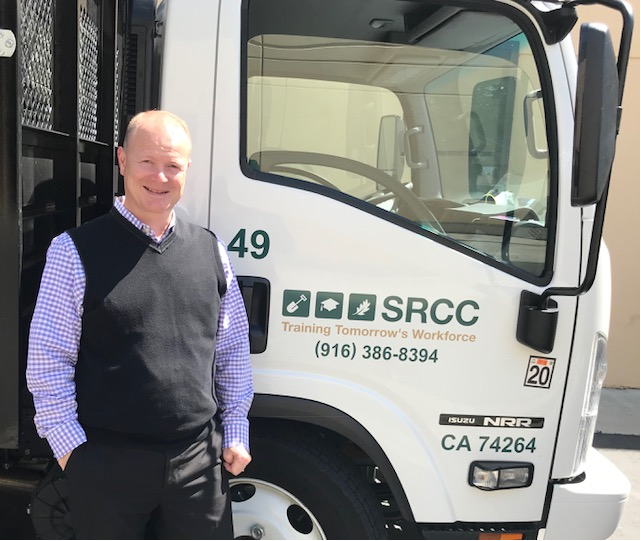 49
SRCC
Training Tomorrow's Workforce
(916) 386-8394
20
ISUZU NRR
CA 74264